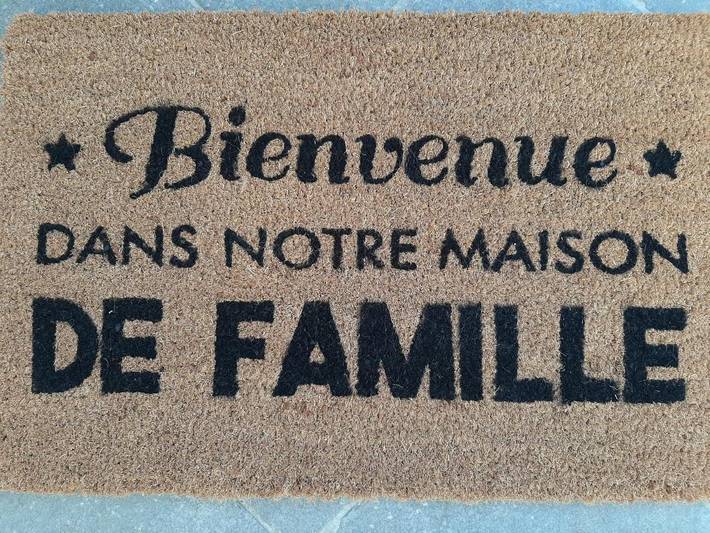 Bienvenue
DANS NOTRE MAISON
DE FAMILLE